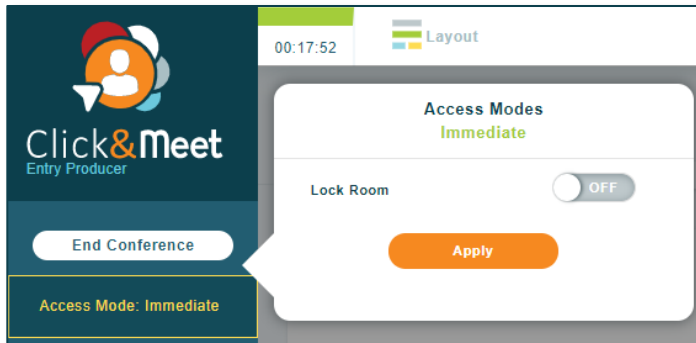 Click&Meet
Entry Producer
End Conference
Access Mode: Immediate
00:17:52
Layout
Access Modes
Immediate
Lock Room
OFF
Apply